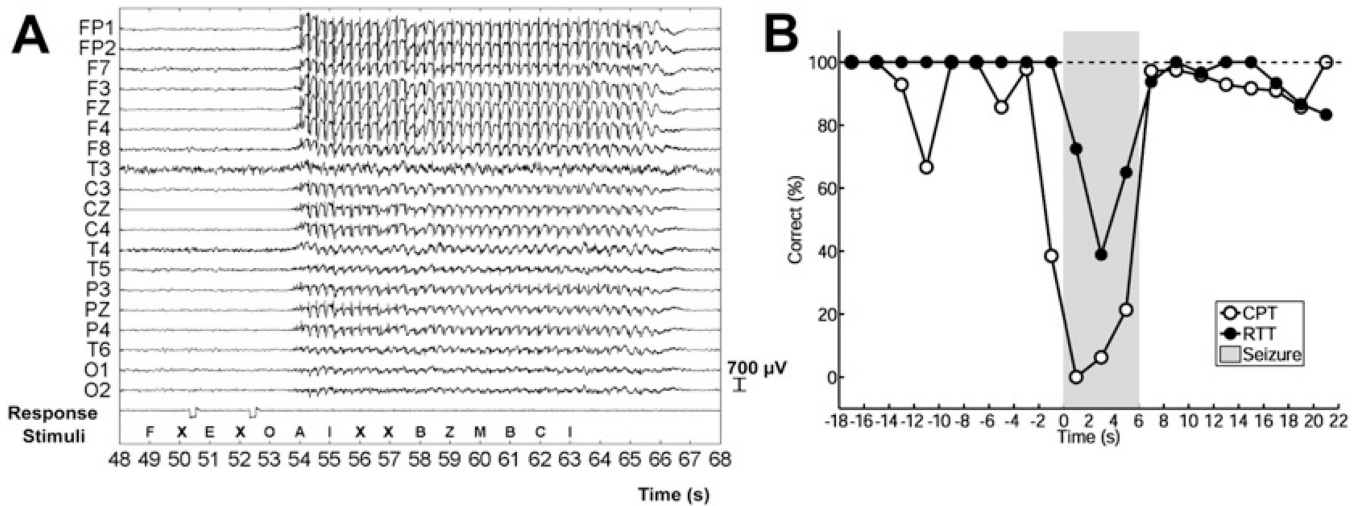 A
FP1
FP2
F7
F3
FZ
F4
F8
T3
C3
CZ
C4
T4
T5
P3
PZ
P4
T6
O1
O2
700 µV
Response
Stimuli F X E X O A I X X B Z M B C I
48 49 50 51 52 53 54 55 56 57 58 59 60 61 62 63 64 65 66 67 68
Time (s)
B
100
80
60
40
20
0
Correct (%)
CPT
RTT
Seizure
-18 -16 -14 -12 -10 -8 -6 -4 -2 0 2 4 6 8 10 12 14 16 18 20 22
Time (s)